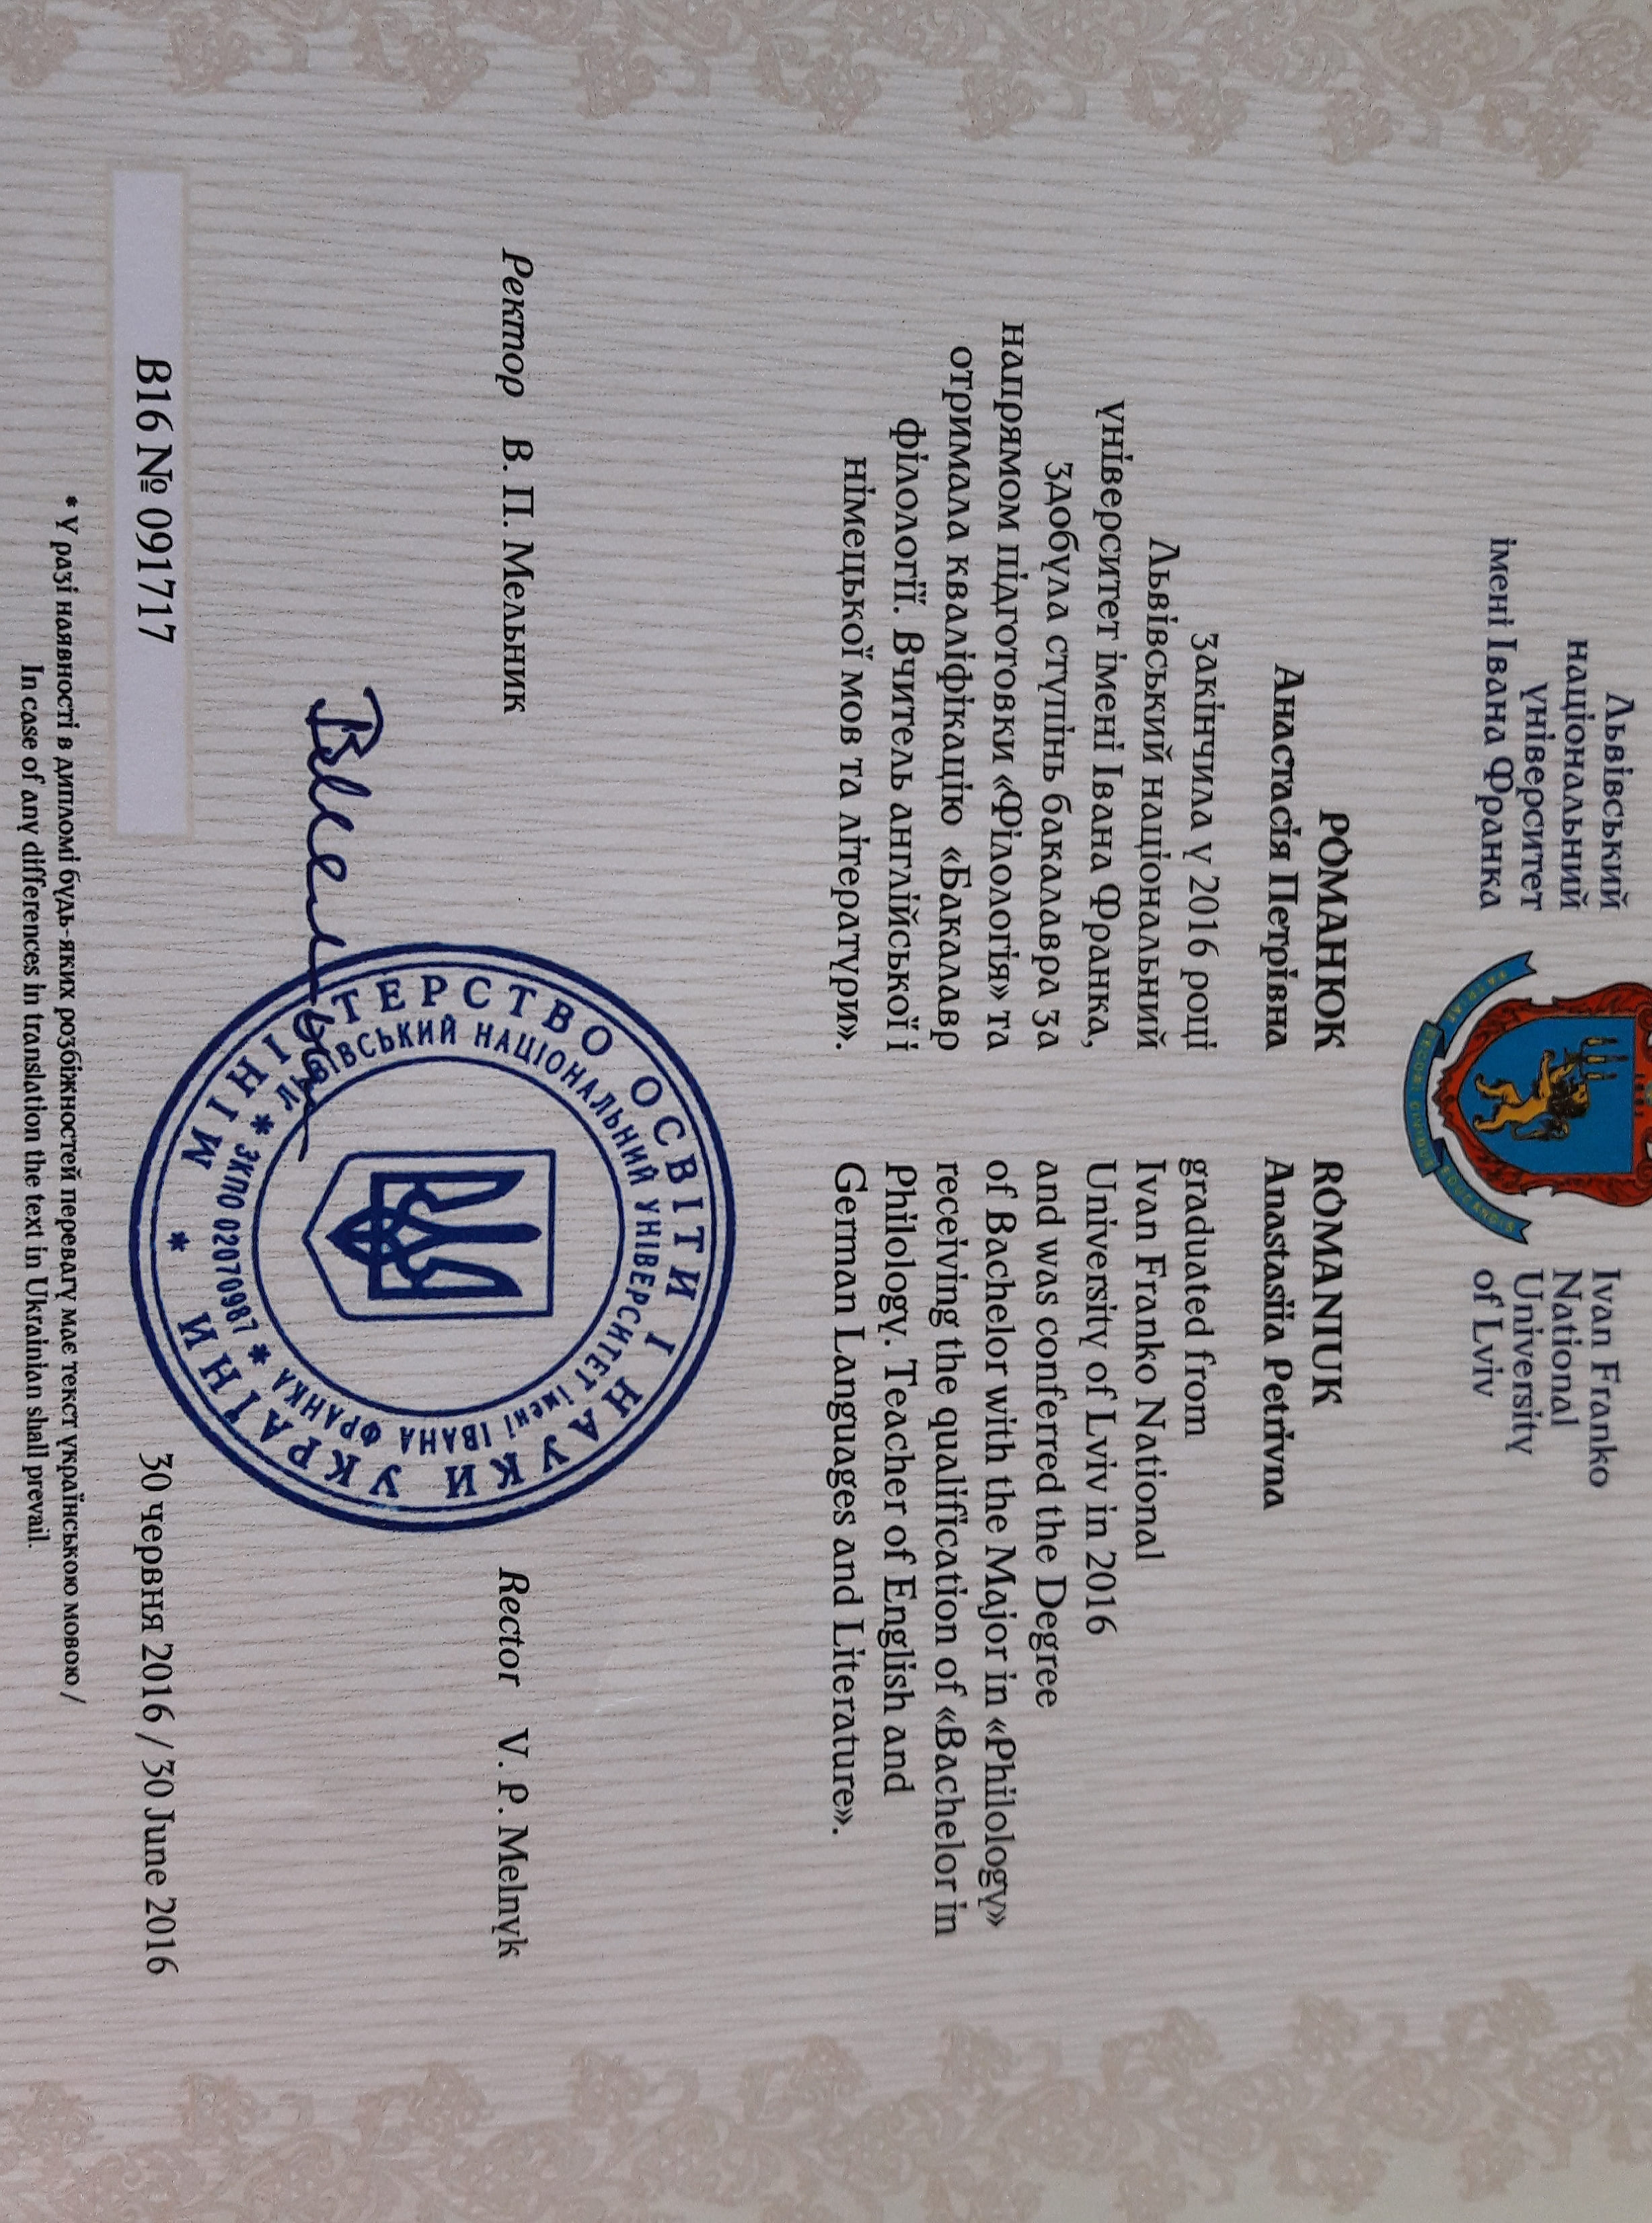 Львівський
національний
університет
імені Івана Франка
Ivan Franko
National
University
of Lviv
РОМАНЮК
Анастасія Петрівна
закінчила у 2016 році
Львівський національний
університет імені Івана Франка,
здобула ступінь бакалавра за
напрямом підготовки «Філологія» та
отримала кваліфікацію «Бакалавр
філології. Вчитель англійської і
німецької мов та літератури».
ROMANIUK
Anastasiia Petrivna
graduated from
Ivan Franko National
University of Lviv in 2016
and was conferred the Degree
of Bachelor with the Major in «Philology»
receiving the qualification of «Bachelor in
Philology. Teacher of English and
German Languages and Literature».
Ректор В. П. Мельник
Rector V. P. Melnyk
МІНІСТЕРСТВО ОСВІТИ І НАУКИ УКРАЇНИ *
* ЛЬВІВСЬКИЙ НАЦІОНАЛЬНИЙ УНІВЕРСИТЕТ імені ІВАНА ФРАНКА *
ЗКПО 02070987
В16 № 091717
30 червня 2016 / 30 June 2016
* У разі наявності в дипломі будь-яких розбіжностей перевагу має текст українською мовою /
In case of any differences in translation the text in Ukrainian shall prevail.